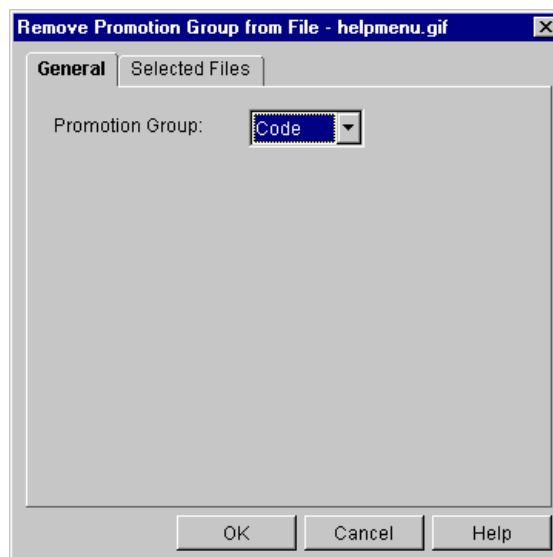 Remove Promotion Group from File - helpmenu.gif
General Selected Files
Promotion Group: Code
OK Cancel Help